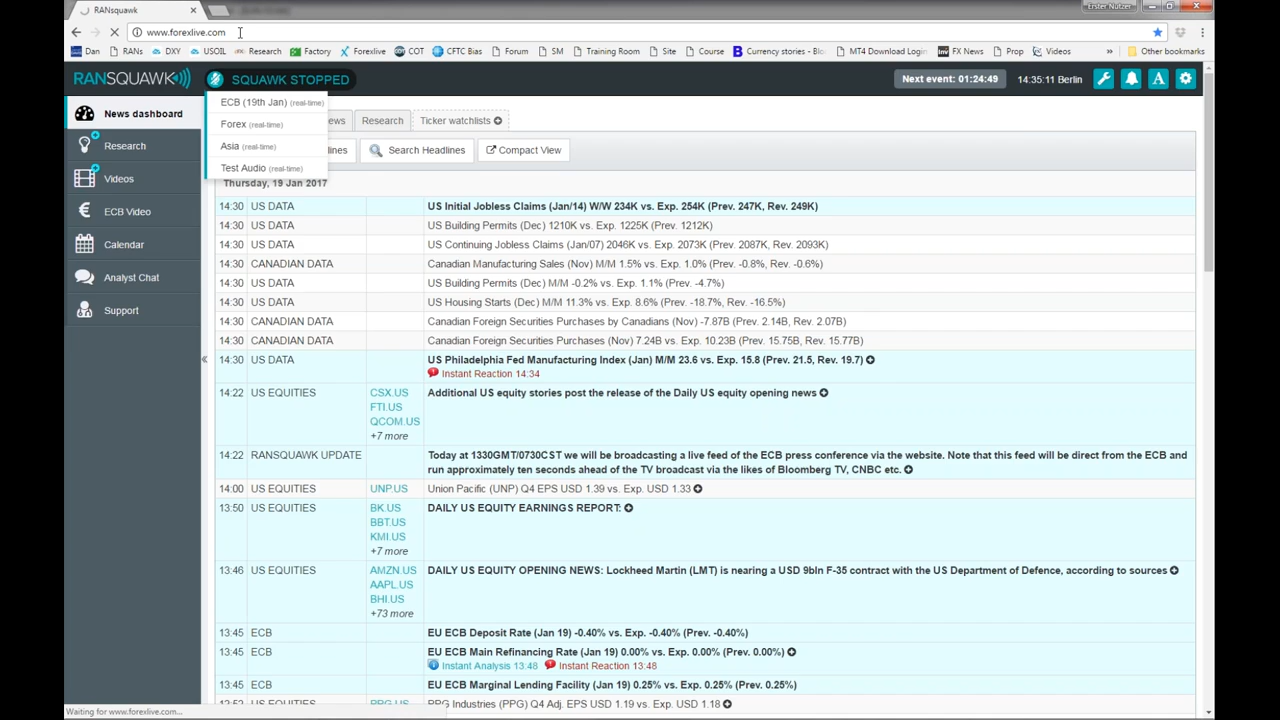 RANsquawk
Erster Nutzer
www.forexlive.com
Dan RANs DXY USOIL Research Factory Forexlive COT CFTC Bias Forum SM Training Room Site Course Currency stories - Blo MT4 Download Login FX News Prop Videos » Other bookmarks
RANSQUAWK SQUAWK STOPPED Next event: 01:24:49 14:35:11 Berlin
News dashboard
Research
Videos
ECB Video
Calendar
Analyst Chat
Support
ECB (19th Jan) (real-time)
Forex (real-time)
Asia (real-time)
Test Audio (real-time)
ews Research Ticker watchlists
lines Search Headlines Compact View
Thursday, 19 Jan 2017
14:30 US DATA US Initial Jobless Claims (Jan/14) W/W 234K vs. Exp. 254K (Prev. 247K, Rev. 249K)
14:30 US DATA US Building Permits (Dec) 1210K vs. Exp. 1225K (Prev. 1212K)
14:30 US DATA US Continuing Jobless Claims (Jan/07) 2046K vs. Exp. 2073K (Prev. 2087K, Rev. 2093K)
14:30 CANADIAN DATA Canadian Manufacturing Sales (Nov) M/M 1.5% vs. Exp. 1.0% (Prev. -0.8%, Rev. -0.6%)
14:30 US DATA US Building Permits (Dec) M/M -0.2% vs. Exp. 1.1% (Prev. -4.7%)
14:30 US DATA US Housing Starts (Dec) M/M 11.3% vs. Exp. 8.6% (Prev. -18.7%, Rev. -16.5%)
14:30 CANADIAN DATA Canadian Foreign Securities Purchases by Canadians (Nov) -7.87B (Prev. 2.14B, Rev. 2.07B)
14:30 CANADIAN DATA Canadian Foreign Securities Purchases (Nov) 7.24B vs. Exp. 10.23B (Prev. 15.75B, Rev. 15.77B)
14:30 US DATA US Philadelphia Fed Manufacturing Index (Jan) M/M 23.6 vs. Exp. 15.8 (Prev. 21.5, Rev. 19.7)
Instant Reaction 14:34
14:22 US EQUITIES CSX.US Additional US equity stories post the release of the Daily US equity opening news
FTI.US
QCOM.US
+7 more
14:22 RANSQUAWK UPDATE Today at 1330GMT/0730CST we will be broadcasting a live feed of the ECB press conference via the website. Note that this feed will be direct from the ECB and
run approximately ten seconds ahead of the TV broadcast via the likes of Bloomberg TV, CNBC etc.
14:00 US EQUITIES UNP.US Union Pacific (UNP) Q4 EPS USD 1.39 vs. Exp. USD 1.33
13:50 US EQUITIES BK.US DAILY US EQUITY EARNINGS REPORT:
BBT.US
KMI.US
+7 more
13:46 US EQUITIES AMZN.US DAILY US EQUITY OPENING NEWS: Lockheed Martin (LMT) is nearing a USD 9bln F-35 contract with the US Department of Defence, according to sources
AAPL.US
BHI.US
+73 more
13:45 ECB EU ECB Deposit Rate (Jan 19) -0.40% vs. Exp. -0.40% (Prev. -0.40%)
13:45 ECB EU ECB Main Refinancing Rate (Jan 19) 0.00% vs. Exp. 0.00% (Prev. 0.00%)
Instant Analysis 13:48 Instant Reaction 13:48
13:45 ECB EU ECB Marginal Lending Facility (Jan 19) 0.25% vs. Exp. 0.25% (Prev. 0.25%)
12:52 US EQUITIES PPG.US PPG Industries (PPG) Q4 Adj. EPS USD 1.19 vs. Exp. USD 1.18
Waiting for www.forexlive.com...